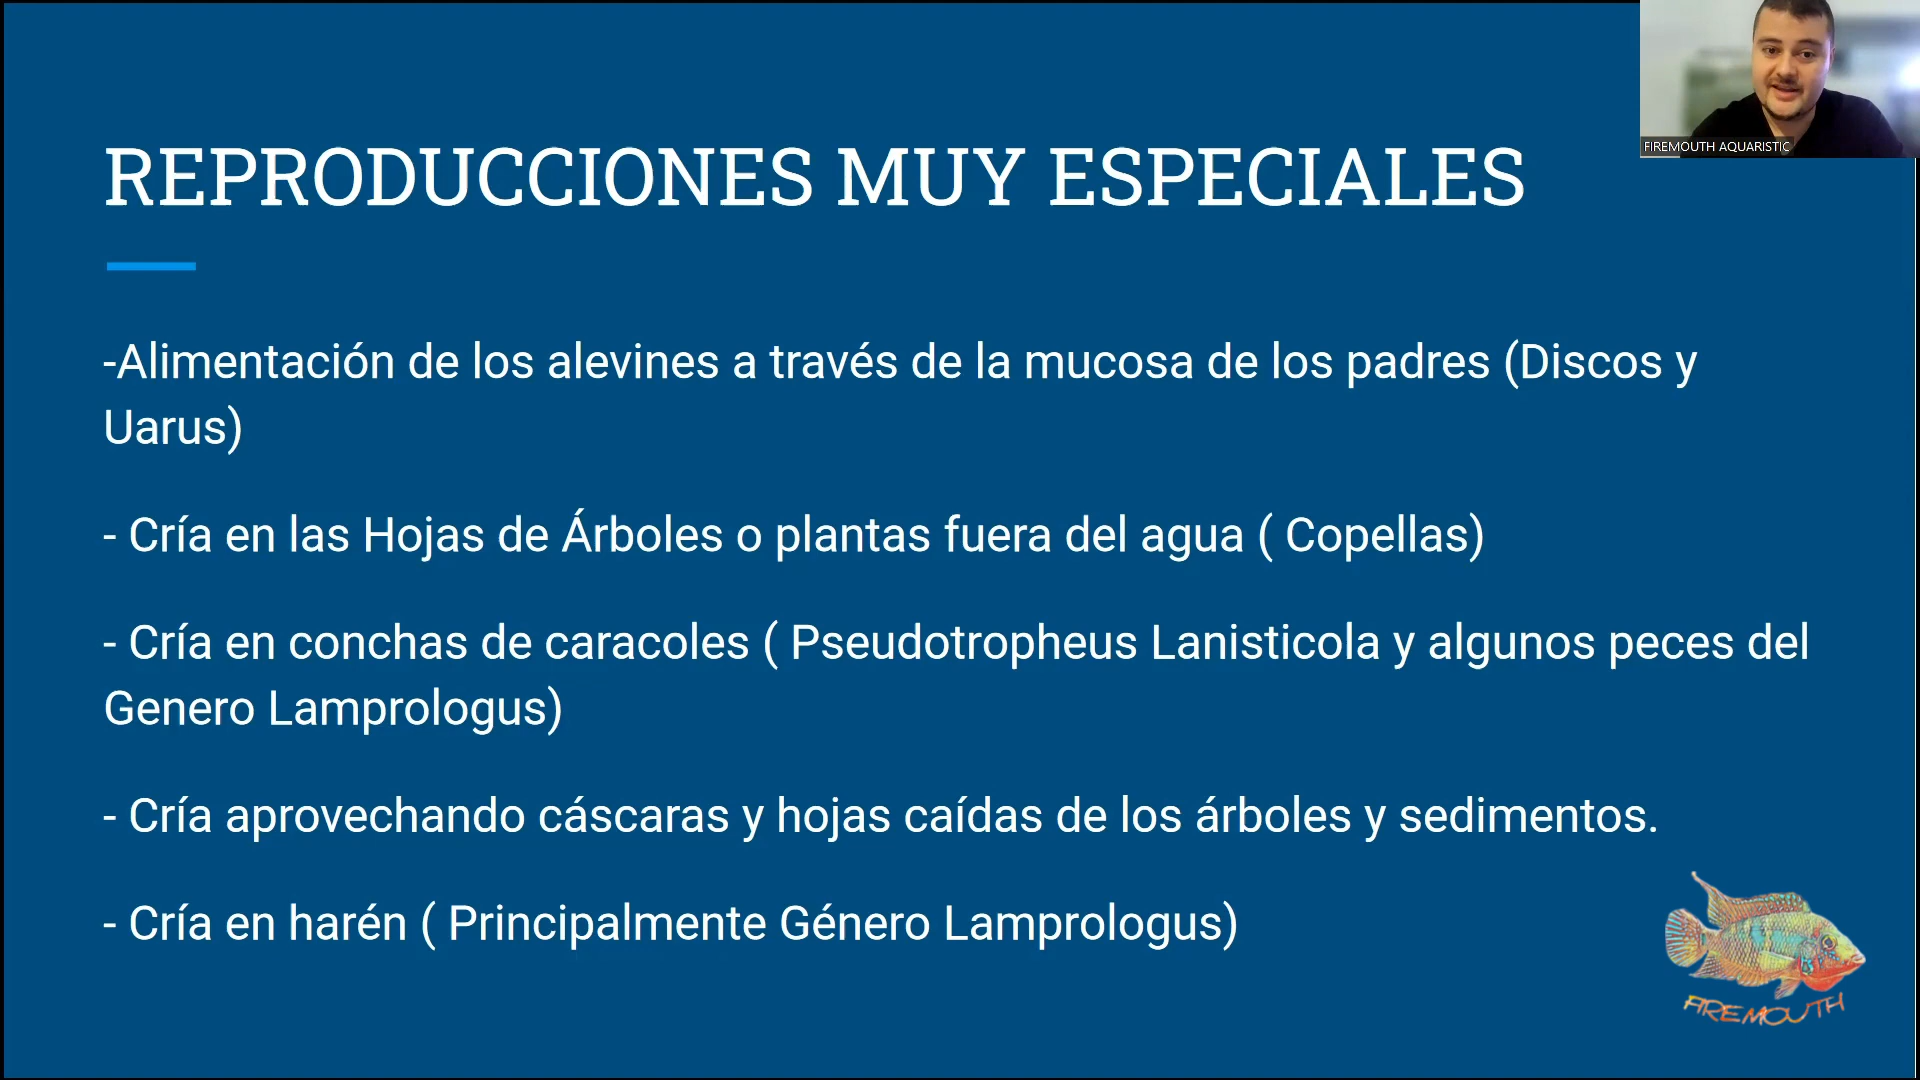 FIREMOUTH AQUARISTIC
REPRODUCCIONES MUY ESPECIALES
-Alimentación de los alevines a través de la mucosa de los padres (Discos y
Uarus)
- Cría en las Hojas de Árboles o plantas fuera del agua ( Copellas)
- Cría en conchas de caracoles ( Pseudotropheus Lanisticola y algunos peces del
Genero Lamprologus)
- Cría aprovechando cáscaras y hojas caídas de los árboles y sedimentos.
- Cría en harén ( Principalmente Género Lamprologus)
FIREMOUTH